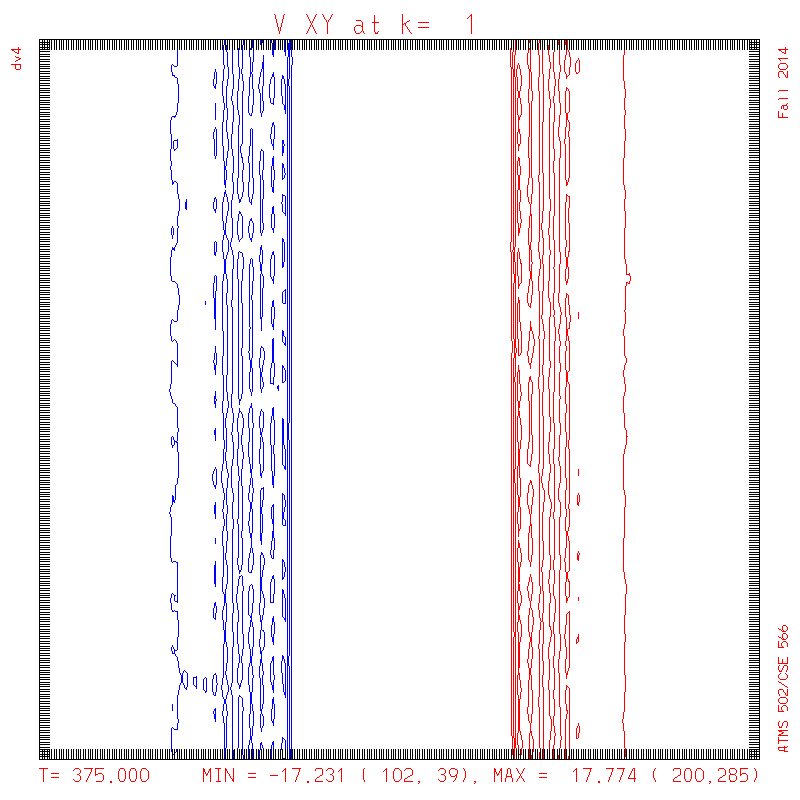 V XY at k= 1
dv4
Fall 2014
ATMS 502/CSE 566
T= 375.000 MIN = -17.231 ( 102, 39), MAX = 17.774 ( 200,285)